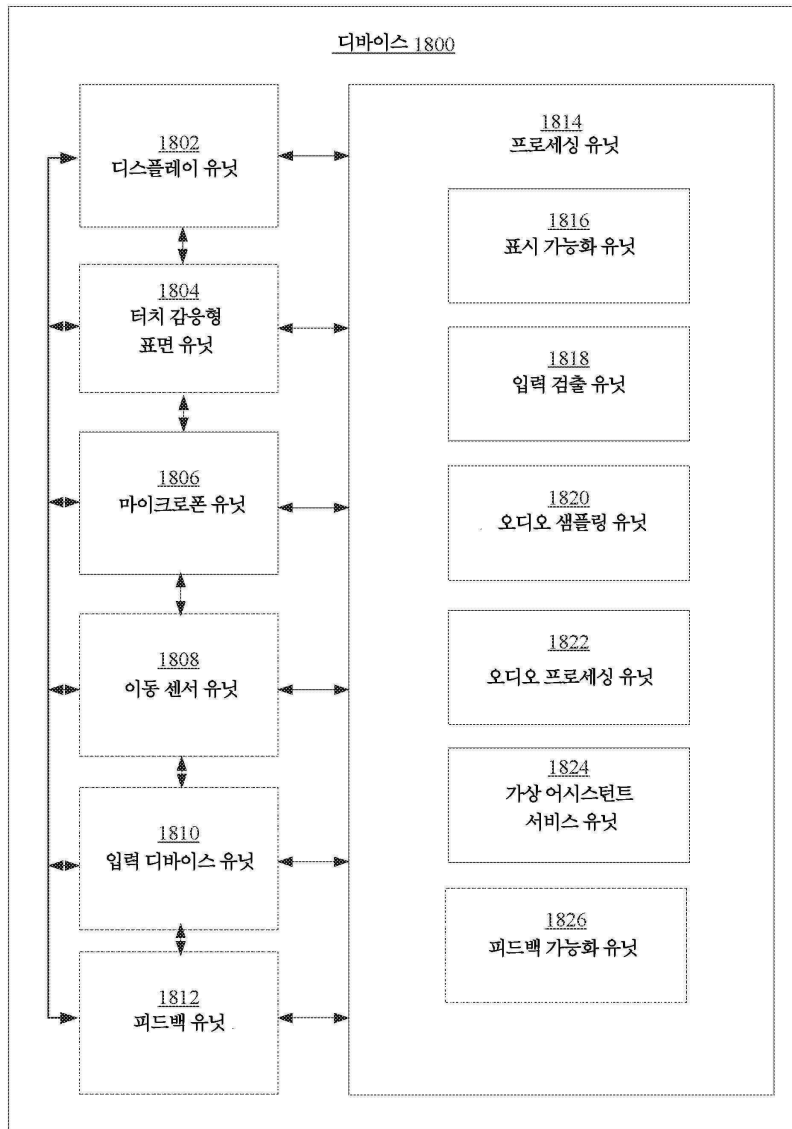 디바이스 1800
1802
디스플레이 유닛
1804
터치 감응형
표면 유닛
1806
마이크로폰 유닛
1808
이동 센서 유닛
1810
입력 디바이스 유닛
1812
피드백 유닛
1814
프로세싱 유닛
1816
표시 가능화 유닛
1818
입력 검출 유닛
1820
오디오 샘플링 유닛
1822
오디오 프로세싱 유닛
1824
가상 어시스턴트
서비스 유닛
1826
피드백 가능화 유닛